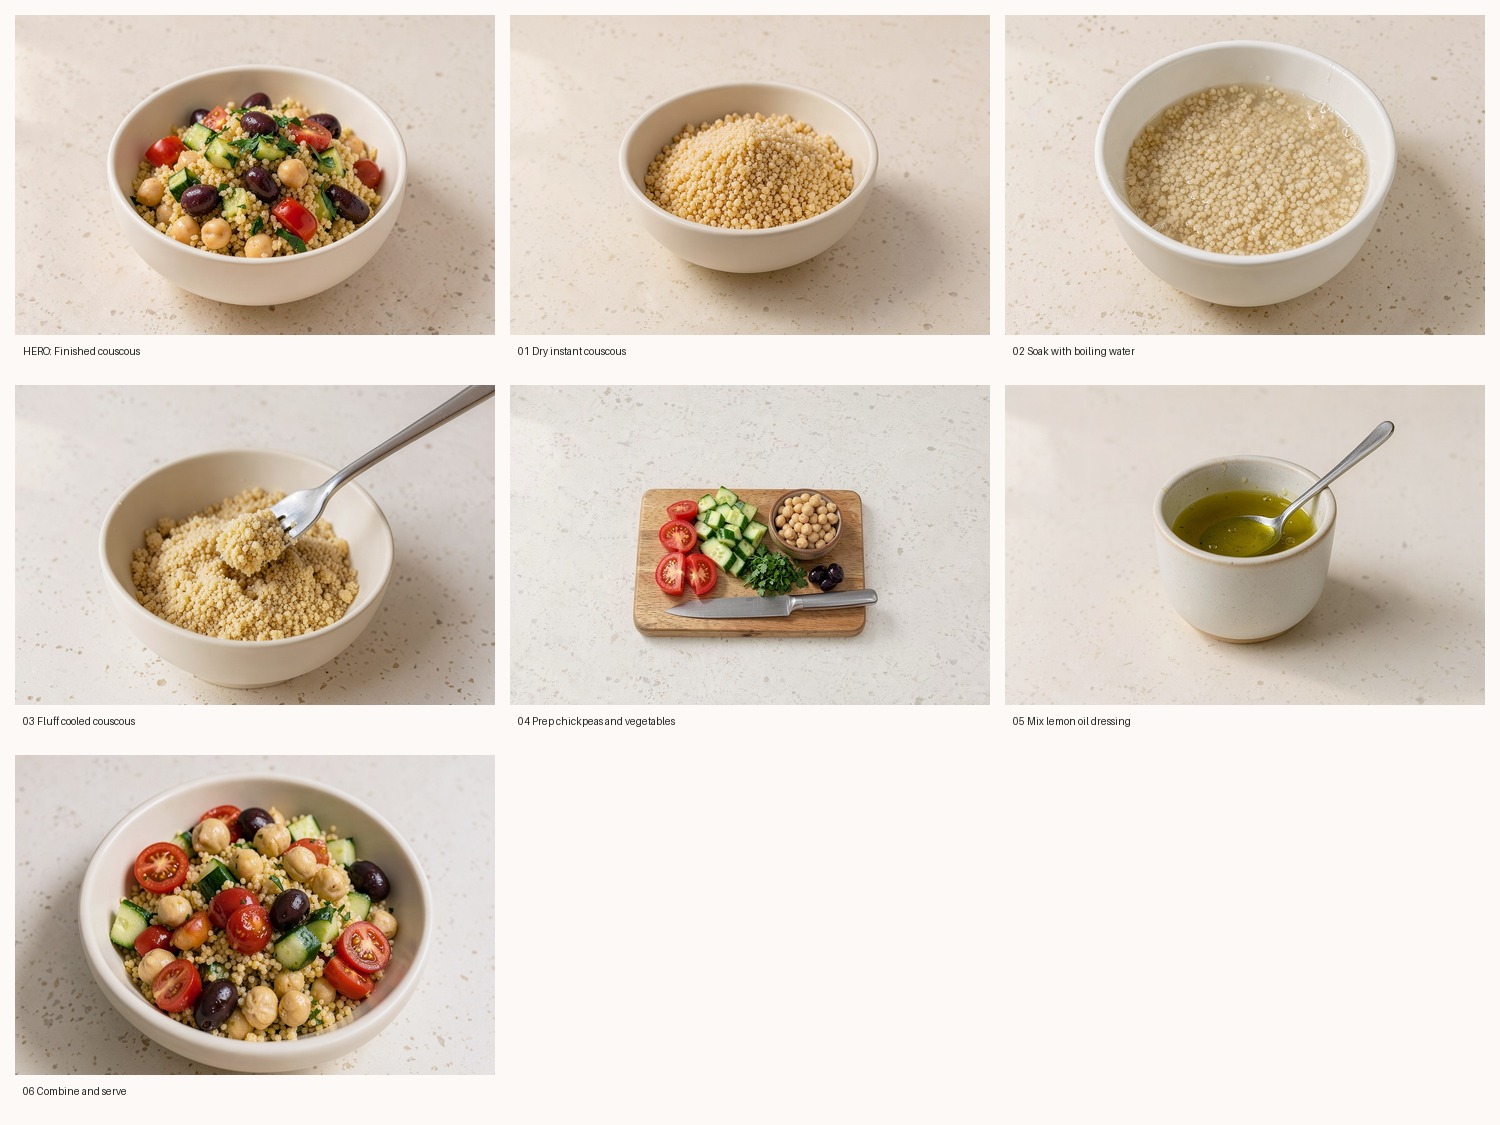 HERO: Finished couscous
01 Dry instant couscous
02 Soak with boiling water
03 Fluff cooled couscous
04 Prep chickpeas and vegetables
05 Mix lemon oil dressing
06 Combine and serve